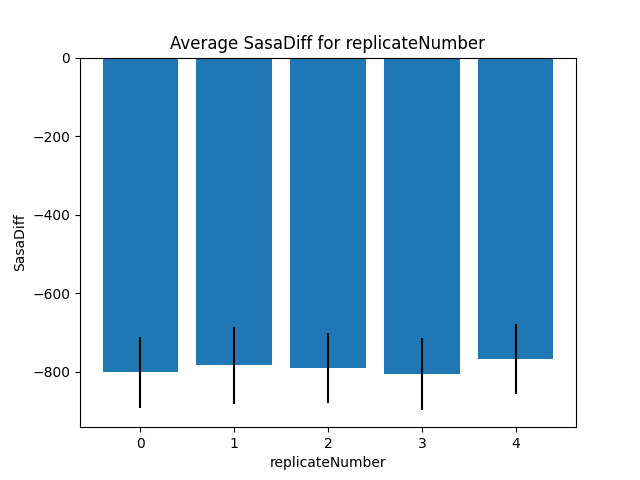 Average SasaDiff for replicateNumber
0
−200
−400
−600
−800
SasaDiff
0 1 2 3 4
replicateNumber